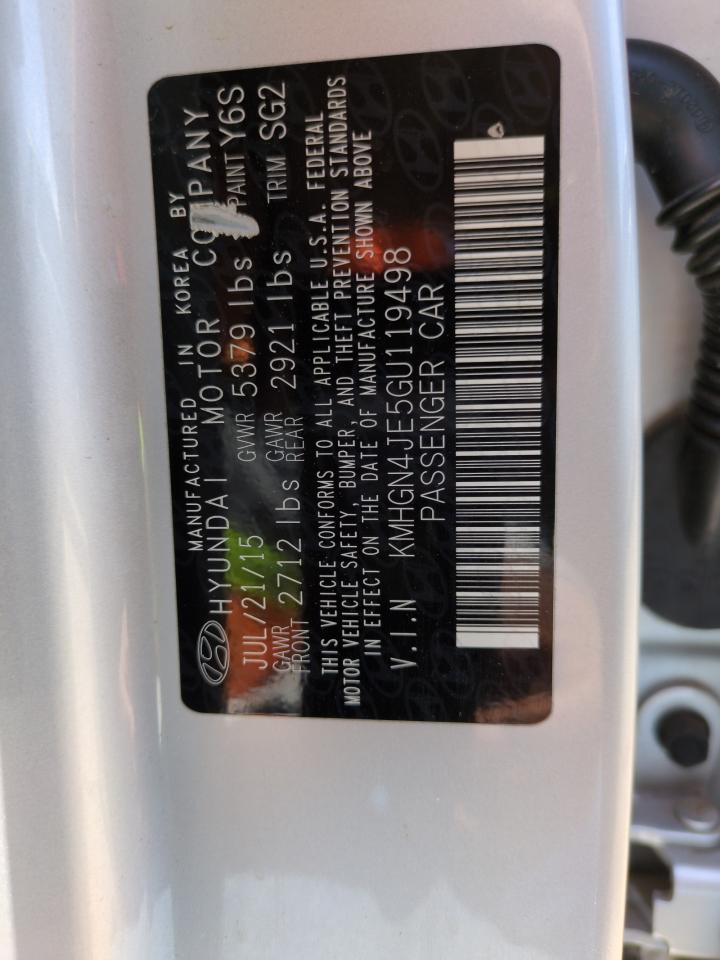 MANUFACTURED IN KOREA BY
HYUNDAI MOTOR COMPANY
JUL/21/15 GVWR 5379 lbs PAINT Y6S
GAWR FRONT 2712 lbs GAWR REAR 2921 lbs TRIM SG2
THIS VEHICLE CONFORMS TO ALL APPLICABLE U.S.A. FEDERAL
MOTOR VEHICLE SAFETY, BUMPER, AND THEFT PREVENTION STANDARDS
IN EFFECT ON THE DATE OF MANUFACTURE SHOWN ABOVE
V.I.N KMHGN4JE5GU119498
PASSENGER CAR